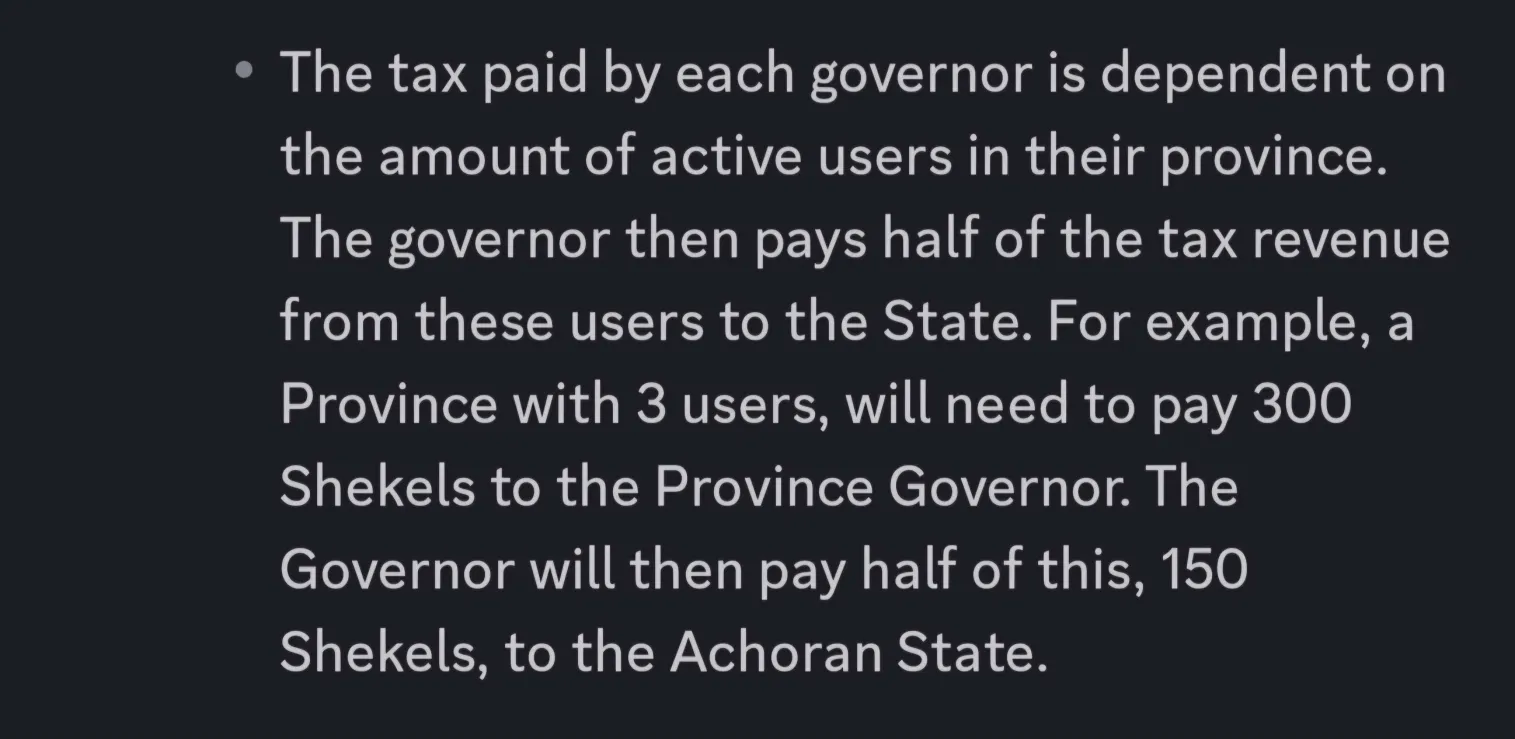 • The tax paid by each governor is dependent on
the amount of active users in their province.
The governor then pays half of the tax revenue
from these users to the State. For example, a
Province with 3 users, will need to pay 300
Shekels to the Province Governor. The
Governor will then pay half of this, 150
Shekels, to the Achoran State.